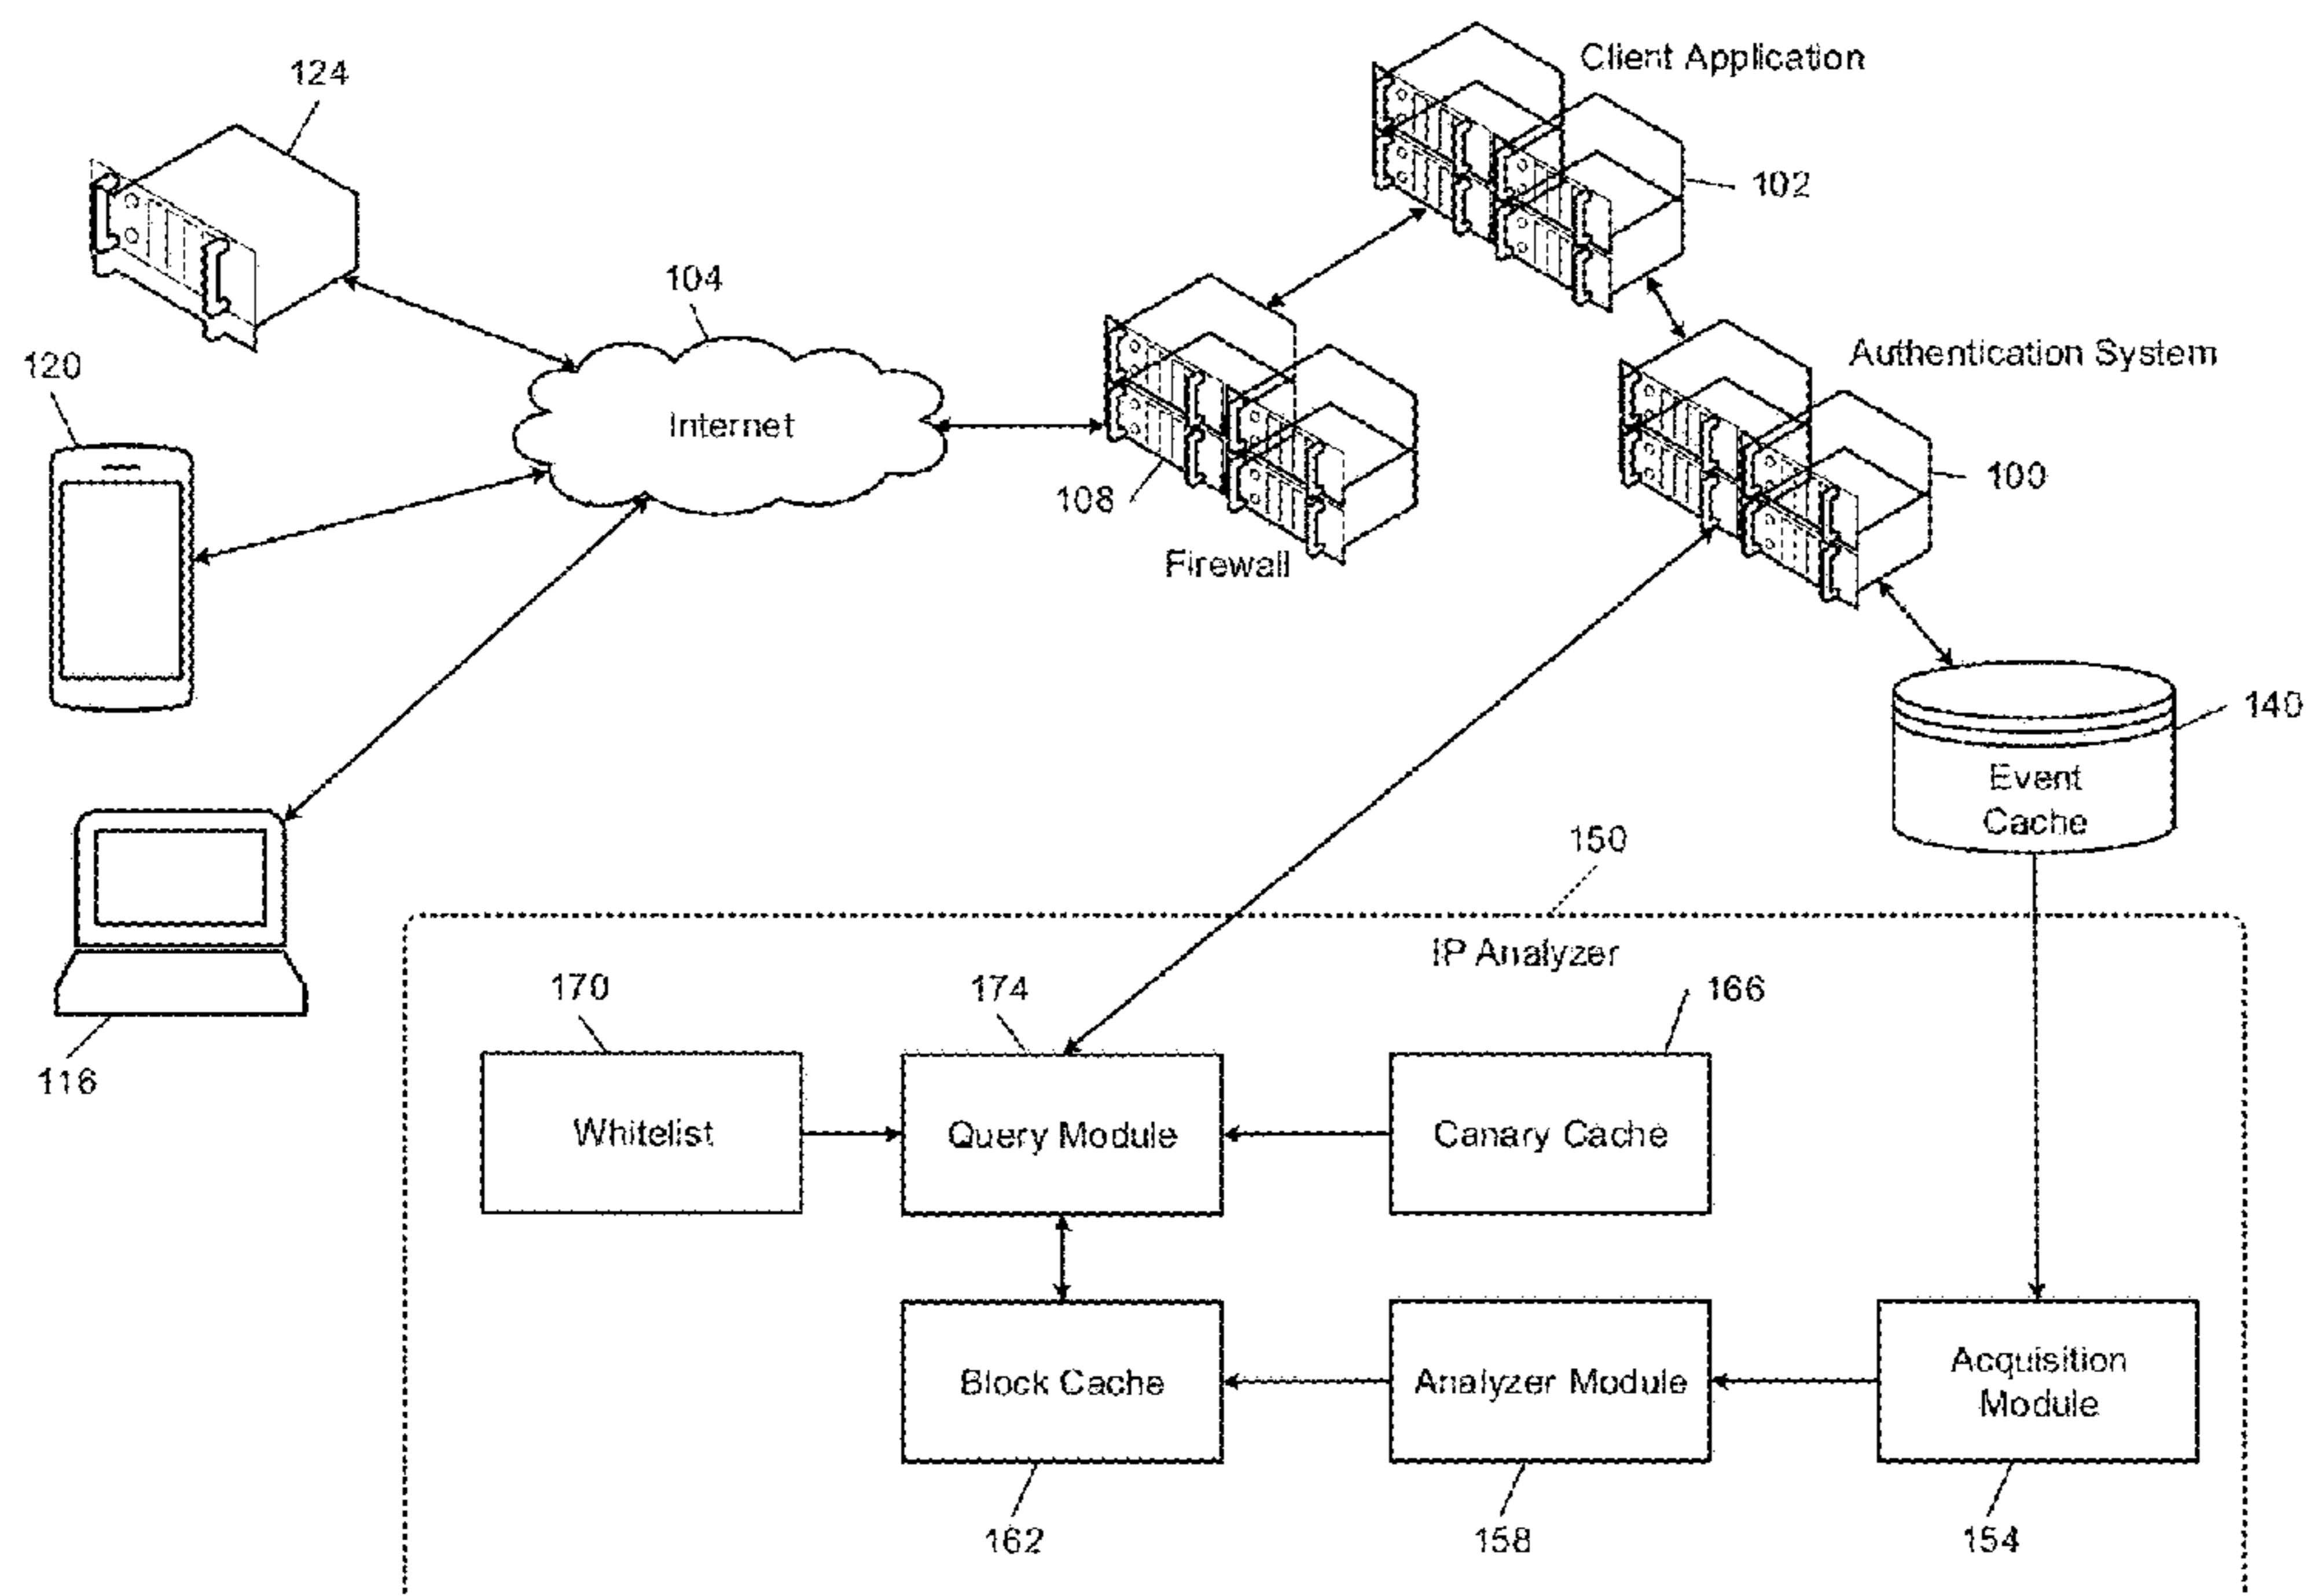 Client Application
124
102
104
120
Authentication System
Internet
100
108
Firewall
140
Event
Cache
150
IP Analyzer
170
174
166
116
Whitelist
Query Module
Canary Cache
Block Cache
Analyzer Module
Acquisition
Module
162
158
154